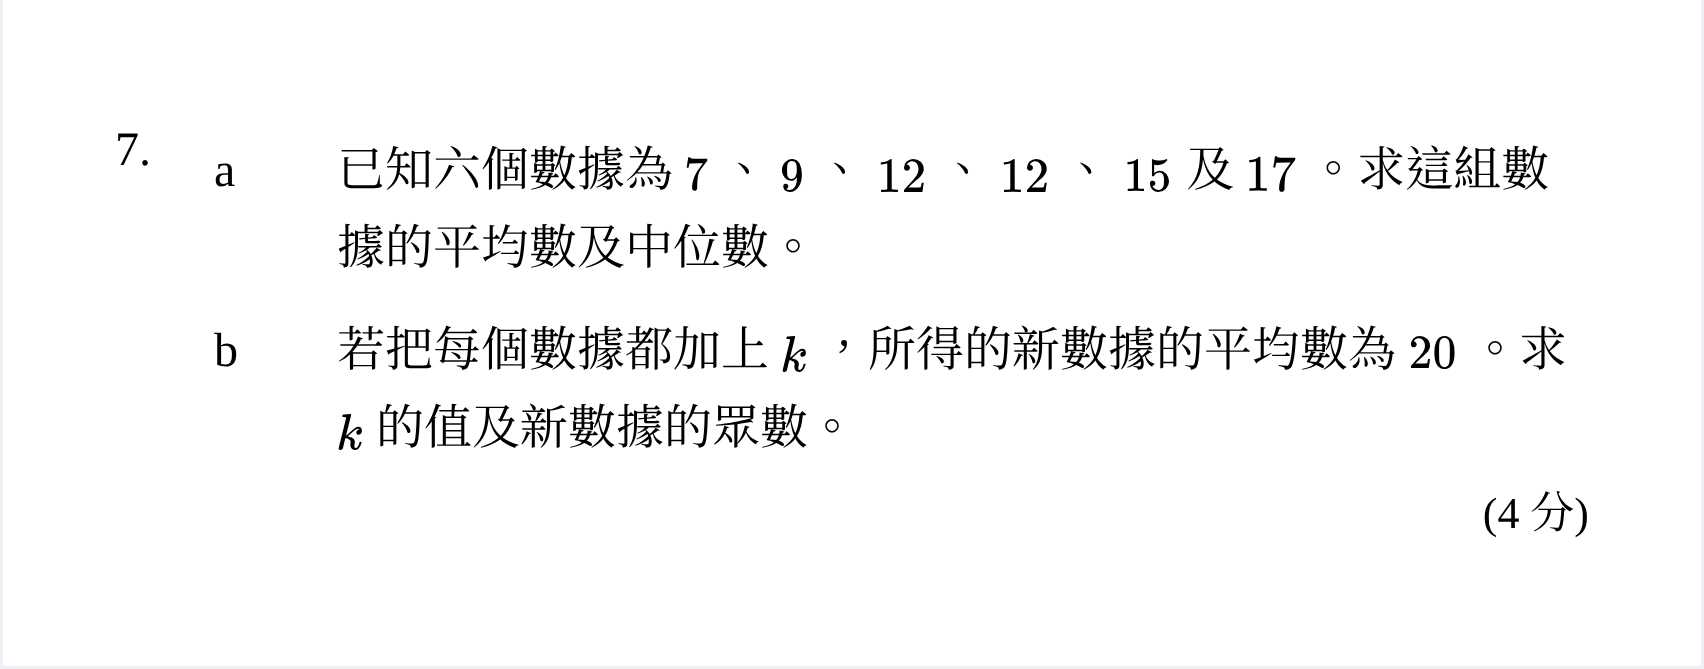 7. a 已知六個數據為 7 、 9 、 12 、 12 、 15 及 17 。求這組數
據的平均數及中位數。
b 若把每個數據都加上 k ，所得的新數據的平均數為 20 。求
k 的值及新數據的眾數。
(4 分)